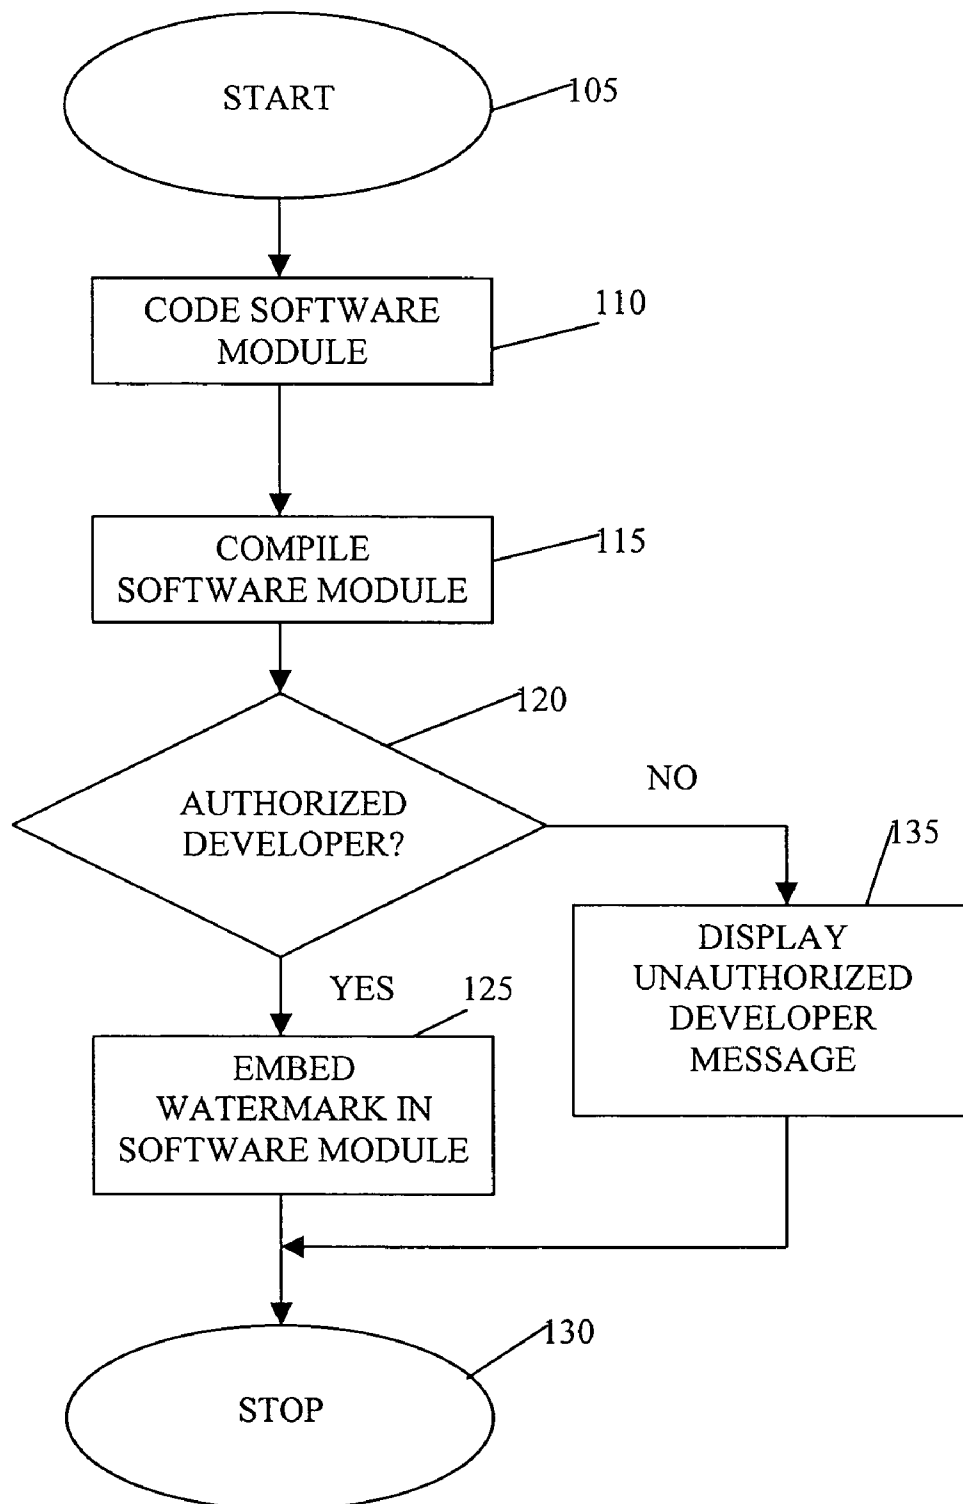 START
105
CODE SOFTWARE
MODULE
110
COMPILE
SOFTWARE MODULE
115
120
AUTHORIZED
DEVELOPER?
NO
135
DISPLAY
UNAUTHORIZED
DEVELOPER
MESSAGE
YES
125
EMBED
WATERMARK IN
SOFTWARE MODULE
130
STOP